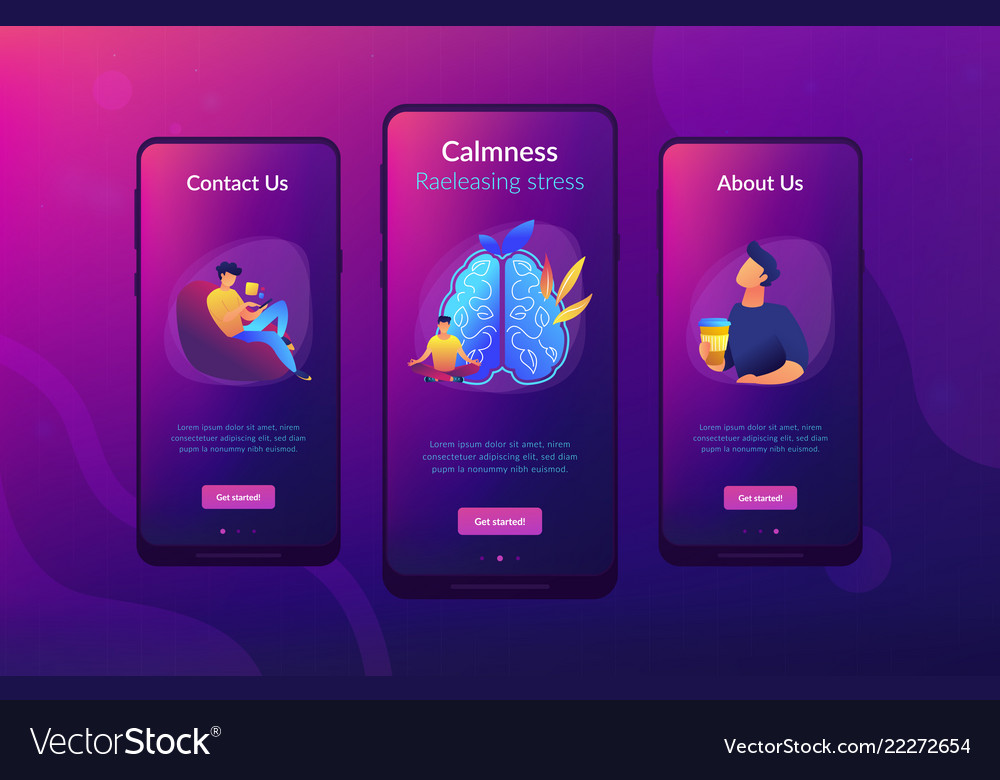 Contact Us
Lorem ipsum dolor sit amet, nirem
consectetuer adipiscing elit, sed diam
pupm la nonummy nibh euismod.
Get started!
Calmness
Raeleasing stress
Lorem ipsum dolor sit amet, nirem
consectetuer adipiscing elit, sed diam
pupm la nonummy nibh euismod.
Get started!
About Us
Lorem ipsum dolor sit amet, nirem
consectetuer adipiscing elit, sed diam
pupm la nonummy nibh euismod.
Get started!
VectorStock®
VectorStock.com/22272654